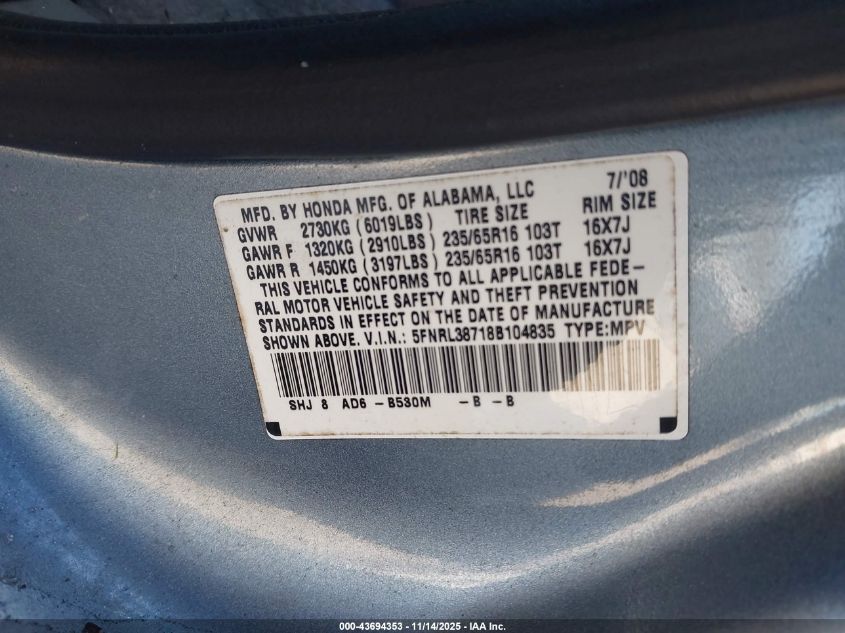 MFD. BY HONDA MFG. OF ALABAMA, LLC 7/'08
GVWR 2730KG (6019LBS) TIRE SIZE RIM SIZE
GAWR F 1320KG (2910LBS) 235/65R16 103T 16X7J
GAWR R 1450KG (3197LBS) 235/65R16 103T 16X7J
THIS VEHICLE CONFORMS TO ALL APPLICABLE FEDE-
RAL MOTOR VEHICLE SAFETY AND THEFT PREVENTION
STANDARDS IN EFFECT ON THE DATE OF MANUFACTURE
SHOWN ABOVE. V.I.N.: 5FNRL38718B104835 TYPE:MPV
SHJ 8 AD6 -B530M -B -B
000-43694353 - 11/14/2025 - IAA Inc.